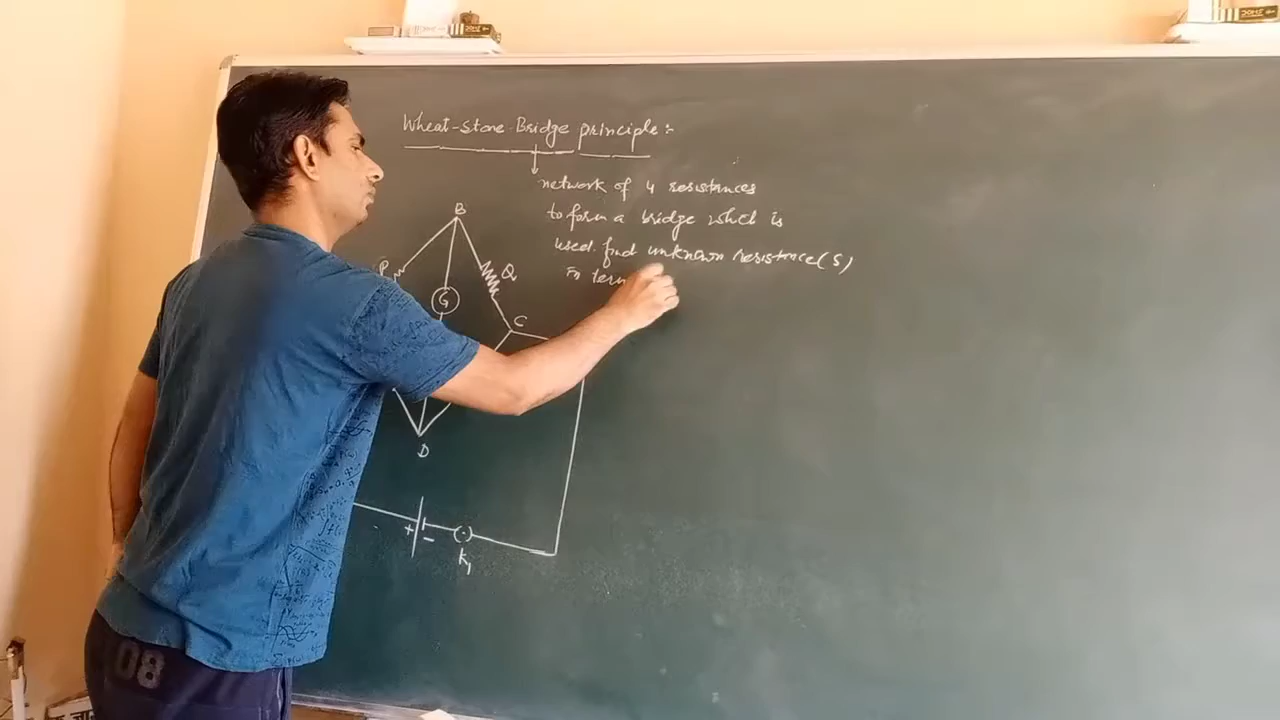 Wheat-stone Bridge principle:-
network of 4 resistances
to form a bridge which is
used find unknown resistance(S)
in term
B
P
Q
G
C
D
+ -
K1
08